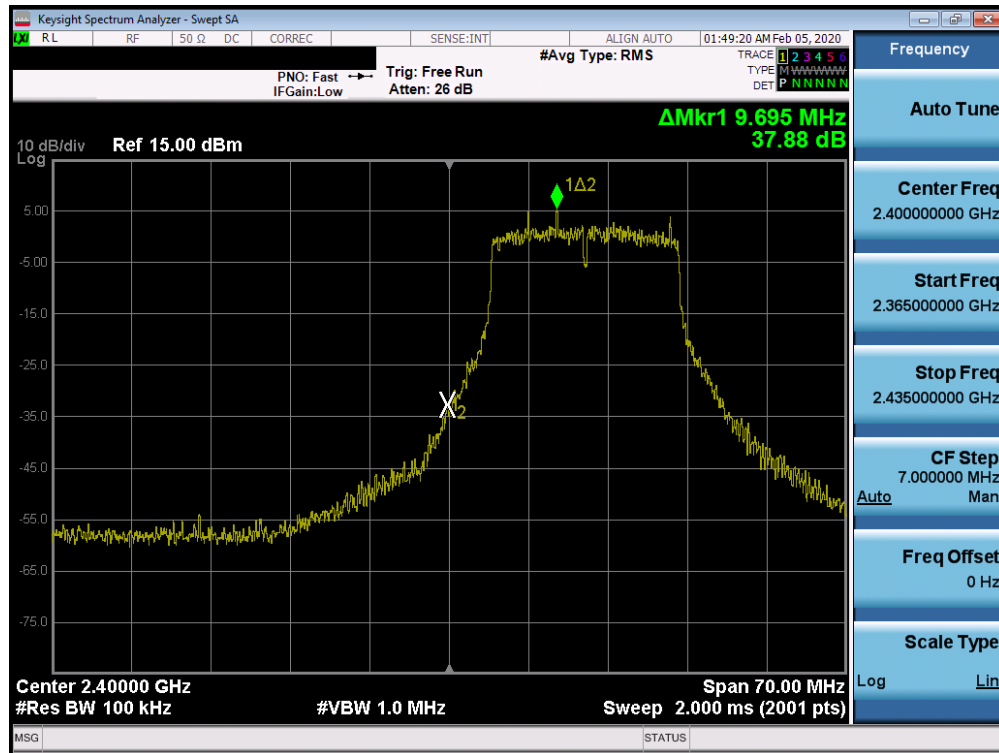 Keysight Spectrum Analyzer - Swept SA
LXI RL RF 50 Ω DC CORREC SENSE:INT ALIGN AUTO 01:49:20 AM Feb 05, 2020
#Avg Type: RMS TRACE 1 2 3 4 5 6
PNO: Fast Trig: Free Run TYPE M WWWWW
IFGain:Low Atten: 26 dB DET P N N N N N
ΔMkr1 9.695 MHz
37.88 dB
10 dB/div Ref 15.00 dBm
Log
1Δ2
5.00
-5.00
-15.0
-25.0
-35.0
X2
-45.0
-55.0
-65.0
-75.0
Center 2.40000 GHz Span 70.00 MHz
#Res BW 100 kHz #VBW 1.0 MHz Sweep 2.000 ms (2001 pts)
MSG STATUS
Frequency
Auto Tune
Center Freq
2.400000000 GHz
Start Freq
2.365000000 GHz
Stop Freq
2.435000000 GHz
CF Step
7.000000 MHz
Auto Man
Freq Offset
0 Hz
Scale Type
Log Lin